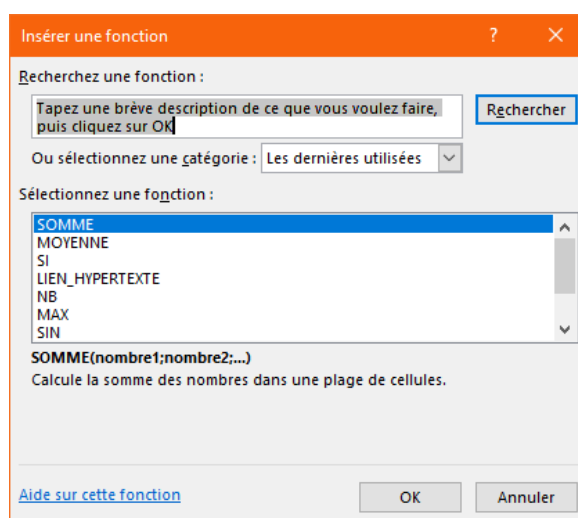 Insérer une fonction ? ×
Recherchez une fonction :
Tapez une brève description de ce que vous voulez faire,
puis cliquez sur OK
Rechercher
Ou sélectionnez une catégorie : Les dernières utilisées
Sélectionnez une fonction :
SOMME
MOYENNE
SI
LIEN_HYPERTEXTE
NB
MAX
SIN
SOMME(nombre1;nombre2;...)
Calcule la somme des nombres dans une plage de cellules.
Aide sur cette fonction
OK
Annuler